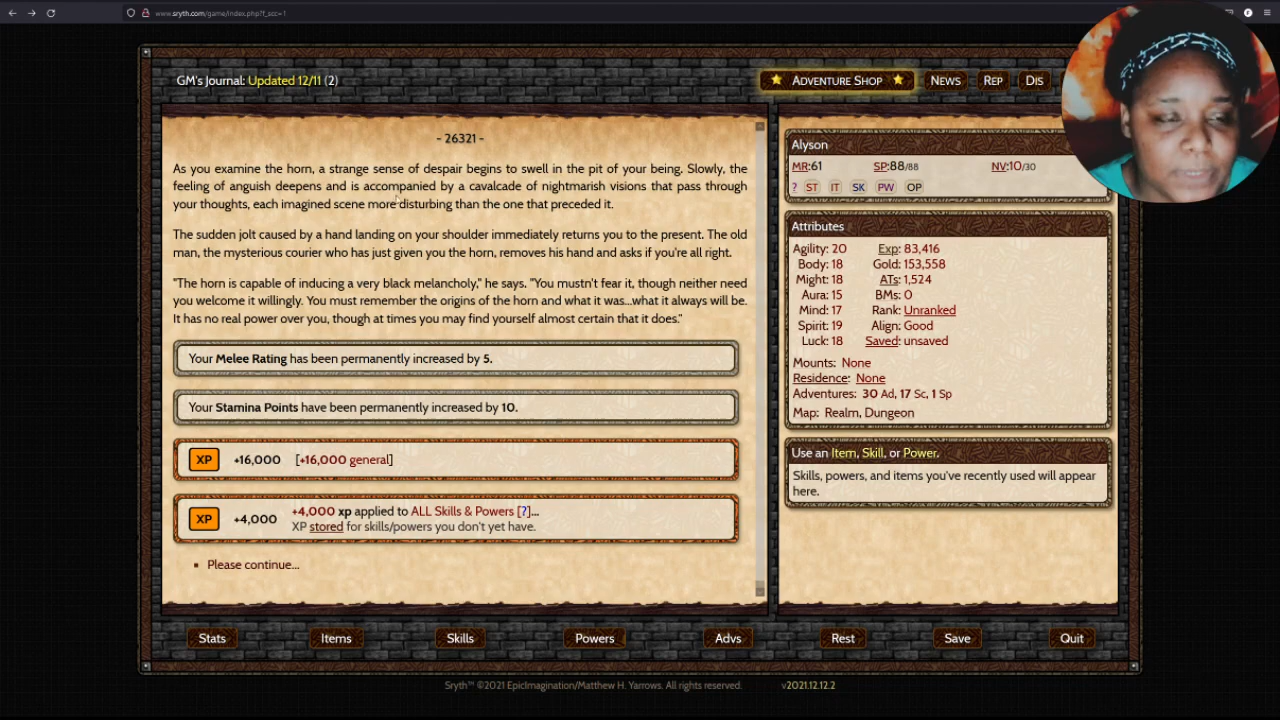 www.sryth.com/game/index.php?f_scc=1
GM's Journal: Updated 12/11 (2)
ADVENTURE SHOP
NEWS
REP
DIS
- 26321 -
As you examine the horn, a strange sense of despair begins to swell in the pit of your being. Slowly, the
feeling of anguish deepens and is accompanied by a cavalcade of nightmarish visions that pass through
your thoughts, each imagined scene more disturbing than the one that preceded it.
The sudden jolt caused by a hand landing on your shoulder immediately returns you to the present. The old
man, the mysterious courier who has just given you the horn, removes his hand and asks if you're all right.
"The horn is capable of inducing a very black melancholy," he says. "You mustn't fear it, though neither need
you welcome it willingly. You must remember the origins of the horn and what it was...what it always will be.
It has no real power over you, though at times you may find yourself almost certain that it does."
Your Melee Rating has been permanently increased by 5.
Your Stamina Points have been permanently increased by 10.
XP +16,000 [+16,000 general]
XP +4,000 +4,000 xp applied to ALL Skills & Powers [?]...
XP stored for skills/powers you don't yet have.
Please continue...
Alyson
MR:61 SP:88/88 NV:10/30
? ST IT SK PW OP
Attributes
Agility: 20 Exp: 83,416
Body: 18 Gold: 153,558
Might: 18 ATs: 1,524
Aura: 15 BMs: 0
Mind: 17 Rank: Unranked
Spirit: 19 Align: Good
Luck: 18 Saved: unsaved
Mounts: None
Residence: None
Adventures: 30 Ad, 17 Sc, 1 Sp
Map: Realm, Dungeon
Use an Item, Skill, or Power.
Skills, powers, and items you've recently used will appear
here.
Stats Items Skills Powers Advs Rest Save Quit
Sryth™ ©2021 EpicImagination/Matthew H. Yarrows. All rights reserved. v2021.12.12.2